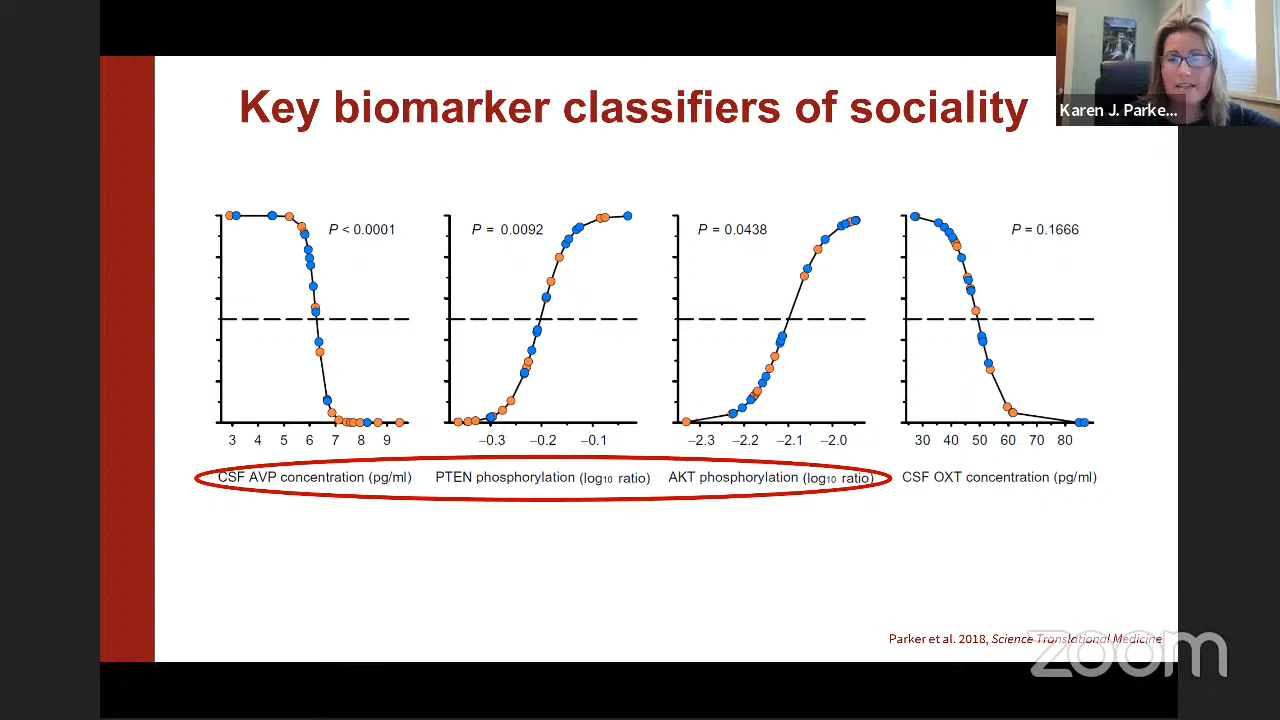 Key biomarker classifiers of sociality
Karen J. Parke...
P < 0.0001
P = 0.0092
P = 0.0438
P = 0.1666
3 4 5 6 7 8 9
−0.3 −0.2 −0.1
−2.3 −2.2 −2.1 −2.0
30 40 50 60 70 80
CSF AVP concentration (pg/ml)
PTEN phosphorylation (log₁₀ ratio)
AKT phosphorylation (log₁₀ ratio)
CSF OXT concentration (pg/ml)
Parker et al. 2018, Science Translational Medicine
zoom